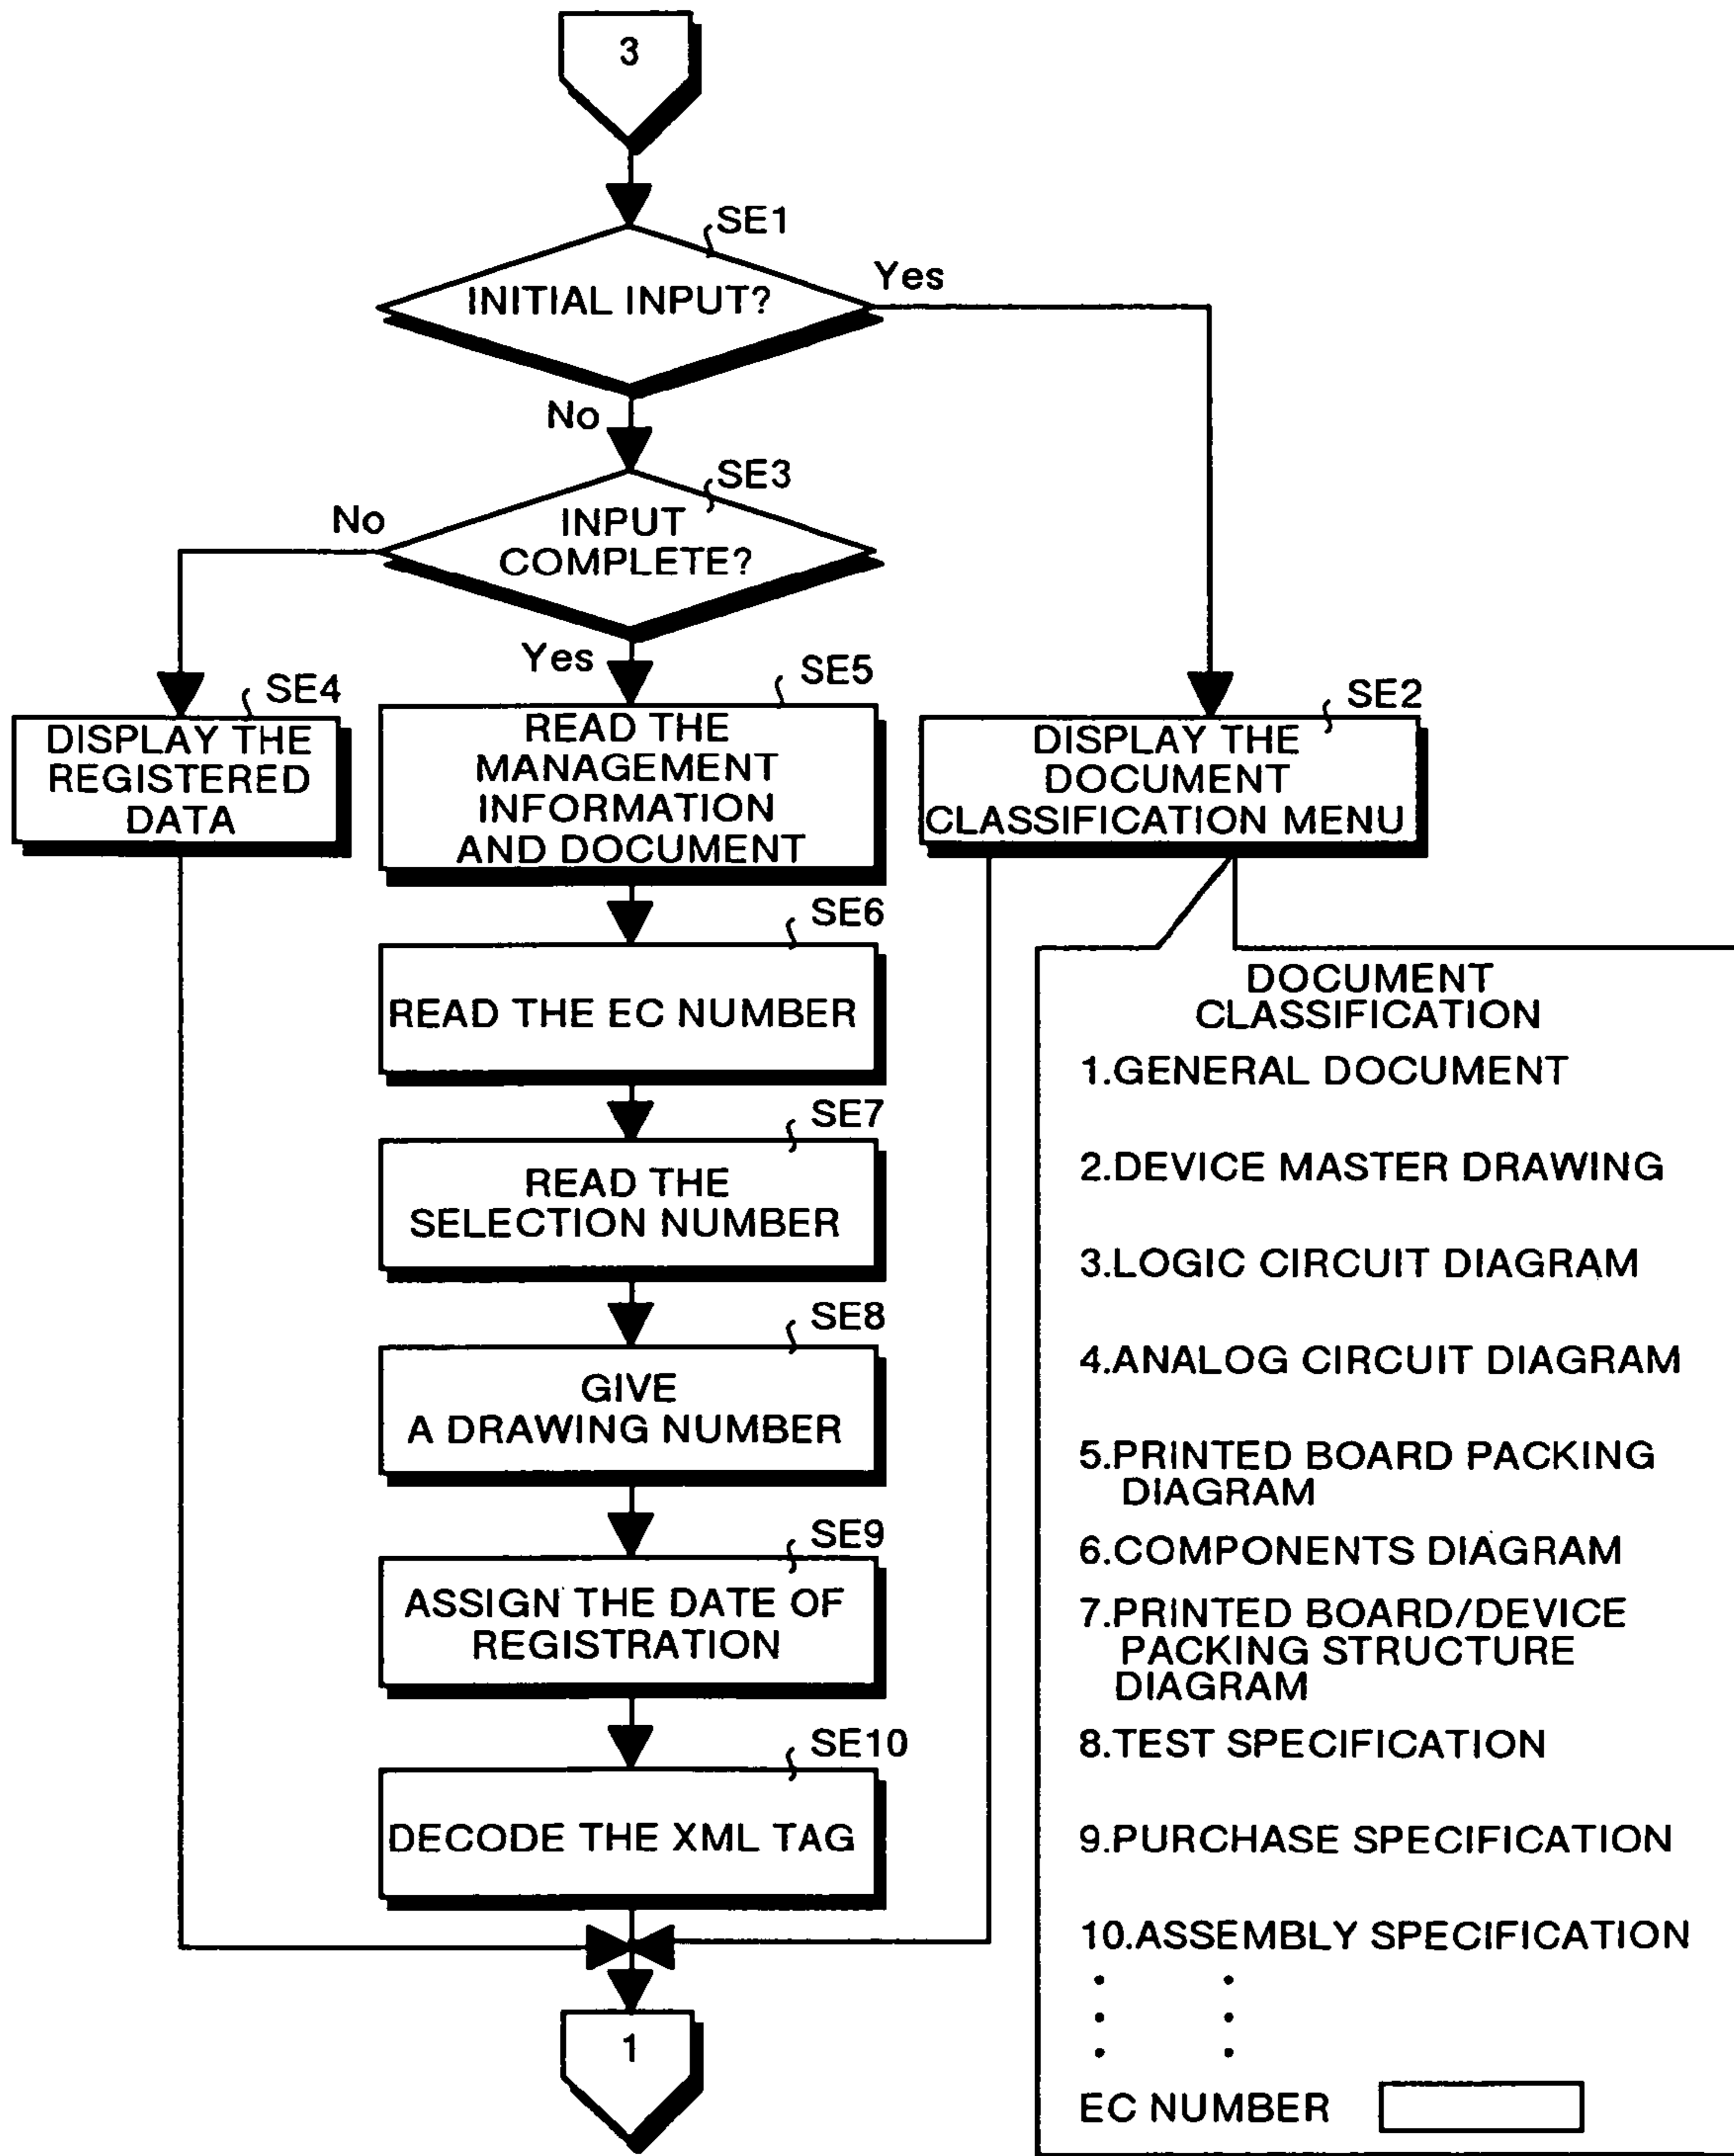 3
SE1
INITIAL INPUT?
Yes
No
SE3
INPUT
COMPLETE?
No
Yes
SE4
DISPLAY THE
REGISTERED
DATA
SE5
READ THE
MANAGEMENT
INFORMATION
AND DOCUMENT
SE2
DISPLAY THE
DOCUMENT
CLASSIFICATION MENU
SE6
READ THE EC NUMBER
SE7
READ THE
SELECTION NUMBER
SE8
GIVE
A DRAWING NUMBER
SE9
ASSIGN THE DATE OF
REGISTRATION
SE10
DECODE THE XML TAG
1
DOCUMENT
CLASSIFICATION
1.GENERAL DOCUMENT
2.DEVICE MASTER DRAWING
3.LOGIC CIRCUIT DIAGRAM
4.ANALOG CIRCUIT DIAGRAM
5.PRINTED BOARD PACKING
DIAGRAM
6.COMPONENTS DIAGRAM
7.PRINTED BOARD/DEVICE
PACKING STRUCTURE
DIAGRAM
8.TEST SPECIFICATION
9.PURCHASE SPECIFICATION
10.ASSEMBLY SPECIFICATION
EC NUMBER